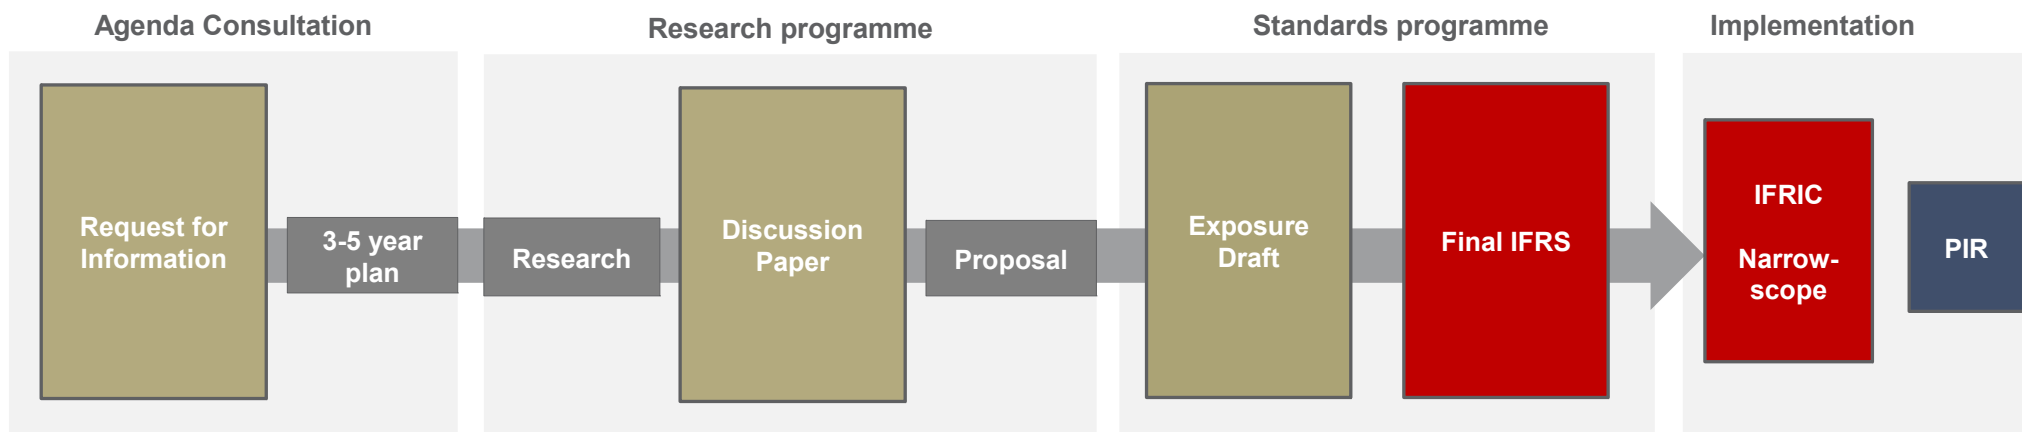 Agenda Consultation
Research programme
Standards programme
Implementation
Request for
Information
3-5 year
plan
Research
Discussion
Paper
Proposal
Exposure
Draft
Final IFRS
IFRIC
Narrow-
scope
PIR